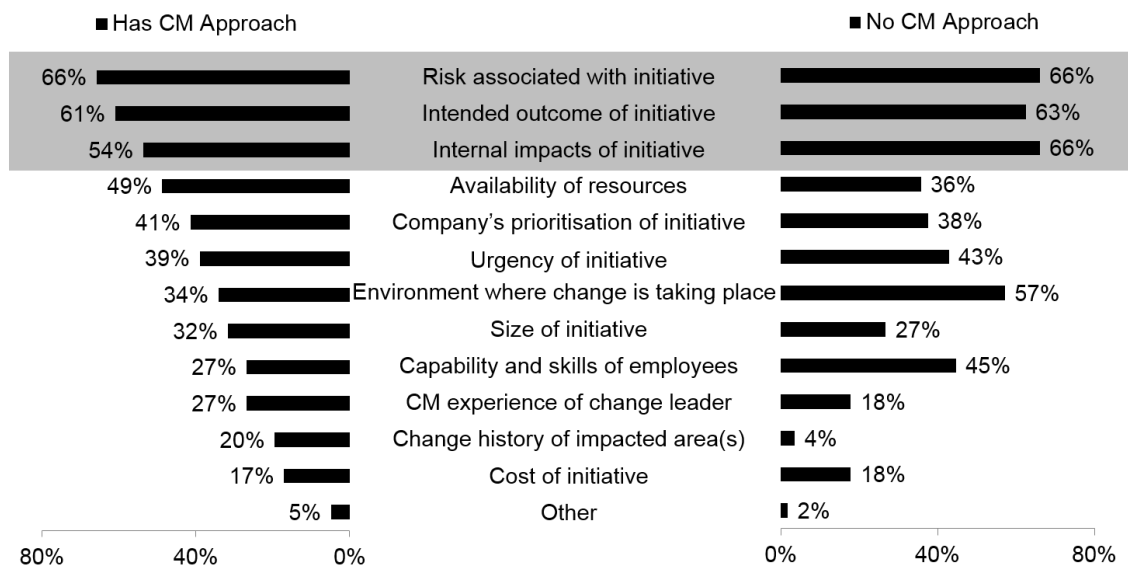 Has CM Approach No CM Approach
66% Risk associated with initiative 66%
61% Intended outcome of initiative 63%
54% Internal impacts of initiative 66%
49% Availability of resources 36%
41% Company’s prioritisation of initiative 38%
39% Urgency of initiative 43%
34% Environment where change is taking place 57%
32% Size of initiative 27%
27% Capability and skills of employees 45%
27% CM experience of change leader 18%
20% Change history of impacted area(s) 4%
17% Cost of initiative 18%
5% Other 2%
80% 40% 0% 0% 40% 80%